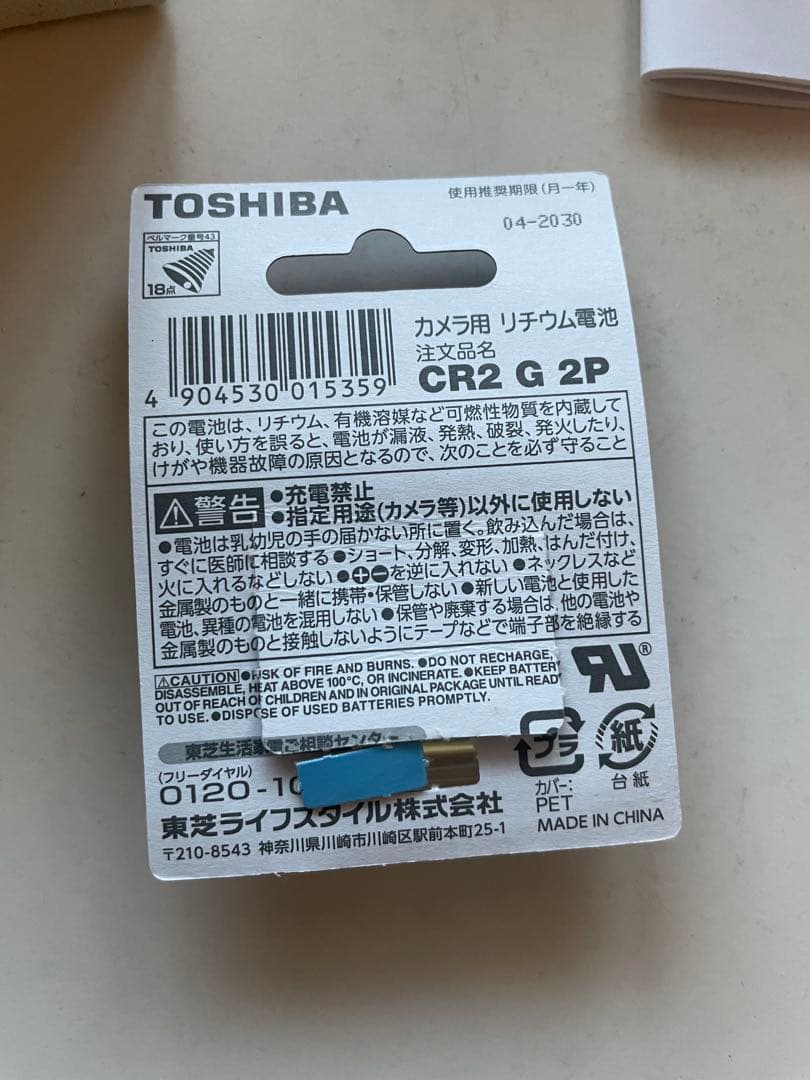 TOSHIBA
使用推奨期限(月一年)
04-2030
ベルマーク番号43
TOSHIBA
18点
4 904530 015359
カメラ用 リチウム電池
注文品名
CR2 G 2P
この電池は、リチウム、有機溶媒など可燃性物質を内蔵して
おり、使い方を誤ると、電池が漏液、発熱、破裂、発火したり、
けがや機器故障の原因となるので、次のことを必ず守ること
警告
●充電禁止
●指定用途(カメラ等)以外に使用しない
●電池は乳幼児の手の届かない所に置く。飲み込んだ場合は、
すぐに医師に相談する ●ショート、分解、変形、加熱、はんだ付け、
火に入れるなどしない ●⊕⊖を逆に入れない ●ネックレスなど
金属製のものと一緒に携帯・保管しない ●新しい電池と使用した
電池、異種の電池を混用しない ●保管や廃棄する場合は、他の電池や
金属製のものと接触しないようにテープなどで端子部を絶縁する
CAUTION ●RISK OF FIRE AND BURNS. ●DO NOT RECHARGE,
DISASSEMBLE, HEAT ABOVE 100°C, OR INCINERATE. ●KEEP BATTER
OUT OF REACH OF CHILDREN AND IN ORIGINAL PACKAGE UNTIL READ
TO USE. ●DISPOSE OF USED BATTERIES PROMPTLY.
RU®
東芝生活家電ご相談センター
(フリーダイヤル)
0120-10
東芝ライフスタイル株式会社
〒210-8543 神奈川県川崎市川崎区駅前本町25-1
プラ
カバー:
PET
紙
台紙
MADE IN CHINA